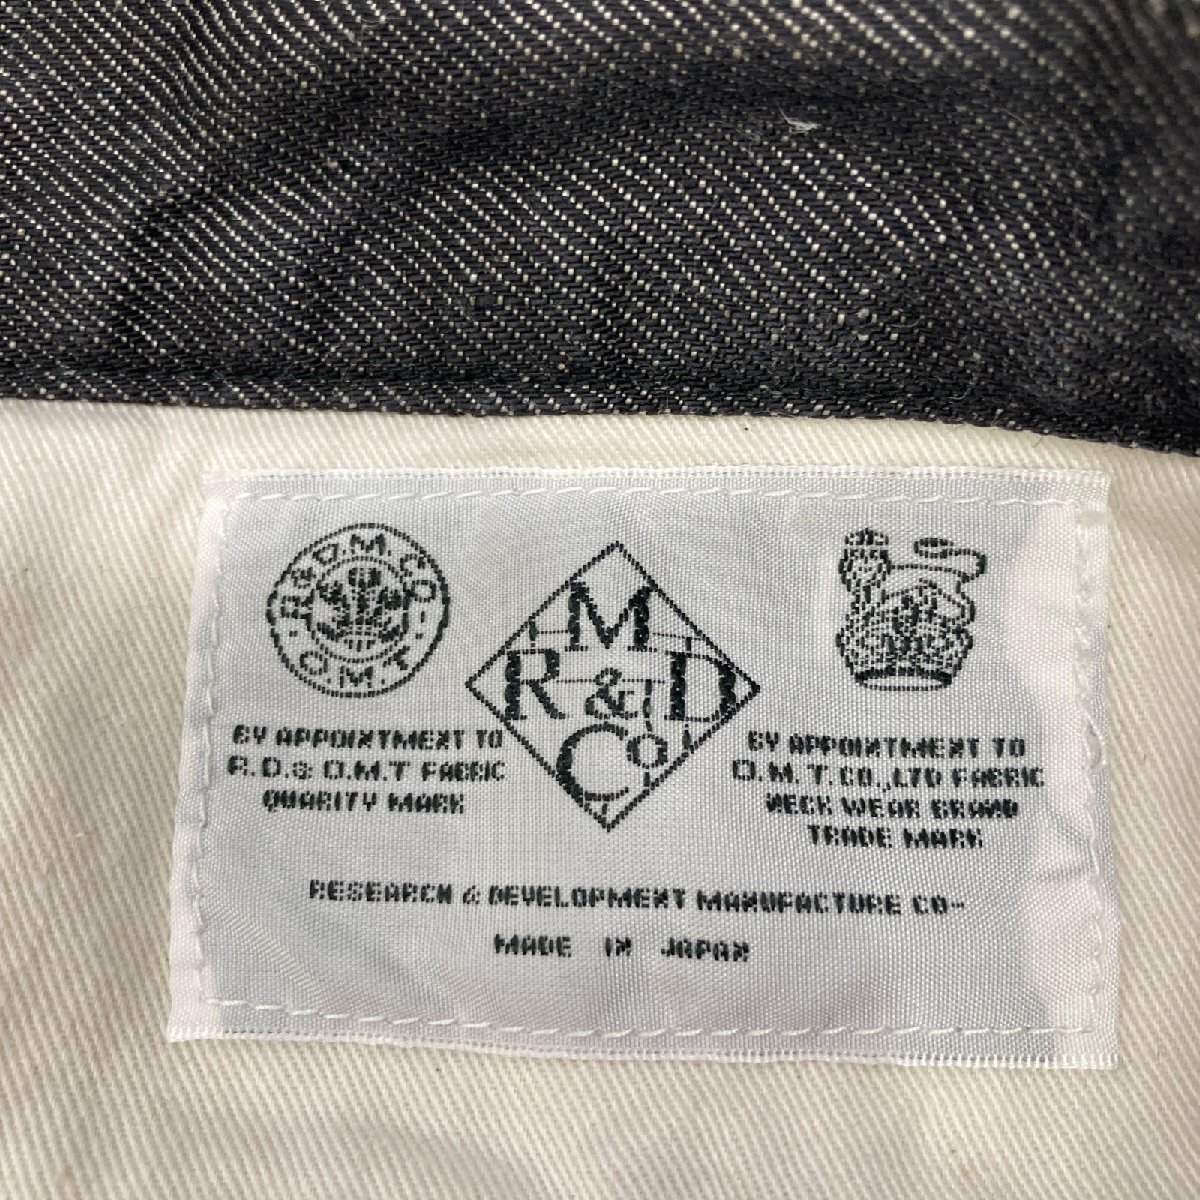 R&D.M.CO
O.M.T.
M
R&D
Co
BY APPOINTMENT TO
R.D.& O.M.T FABRIC
QUARITY MARK
BY APPOINTMENT TO
O.M.T.CO.,LTD FABRIC
NECK WEAR BRAND
TRADE MARK
RESEARCH & DEVELOPMENT MANUFACTURE CO-
MADE IN JAPAN